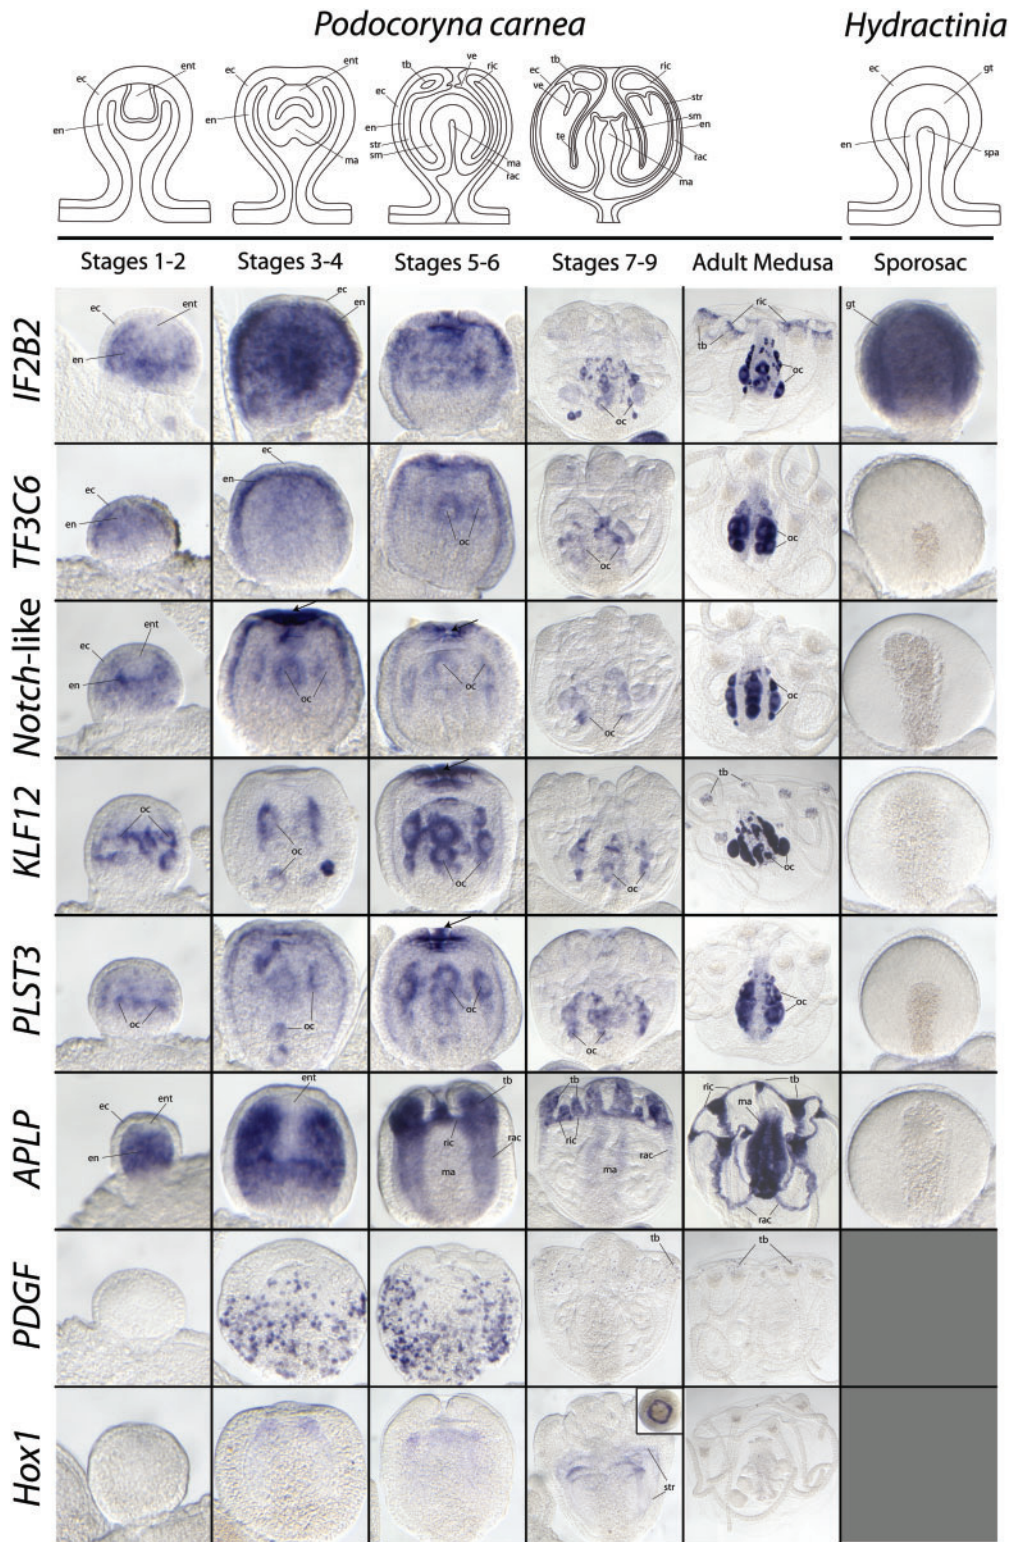 Podocoryna carnea Hydractinia
ec ent en
ec ent en ma
tb ve ric ec en str sm ma rac
tb ric ec ve str sm en te rac ma
ec gt en spa
Stages 1-2 Stages 3-4 Stages 5-6 Stages 7-9 Adult Medusa Sporosac
IF2B2
ec ent en
ec en
oc
ric tb oc
gt
TF3C6
ec en
ec en
oc
oc
oc
Notch-like
ec ent en
oc
oc
oc
oc
KLF12
oc
oc
oc
oc
tb oc
PLST3
oc
oc
oc
oc
oc
APLP
ec ent en
ent
tb ric rac ma
tb ric rac ma
ric tb ma rac
PDGF
tb
tb
Hox1
str